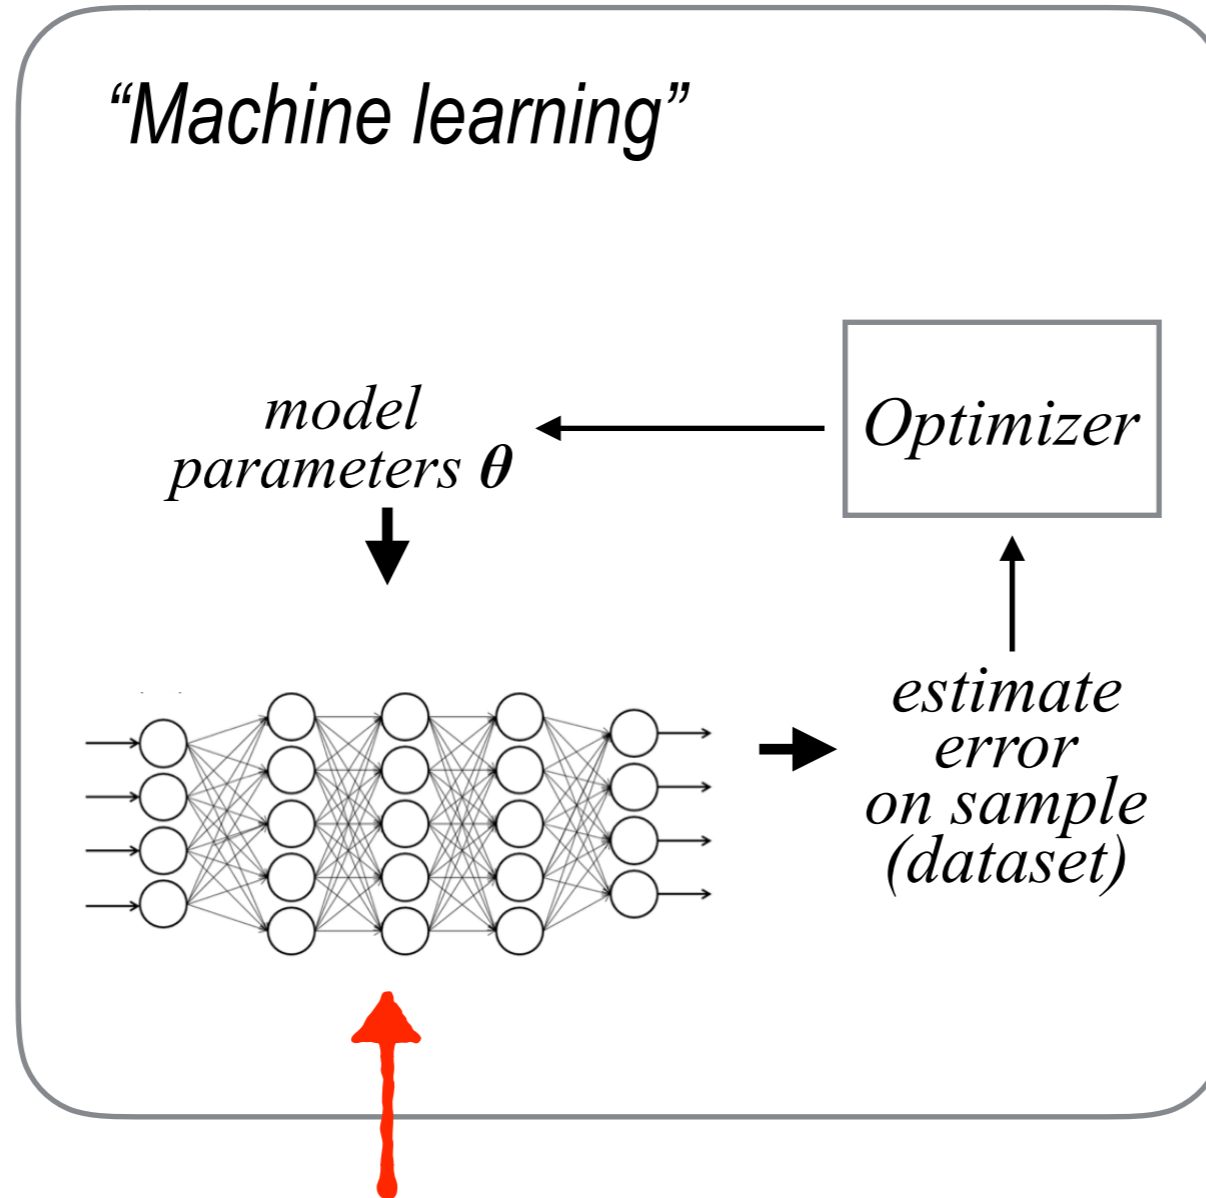 “Machine learning”
model
parameters θ
Optimizer
estimate
error
on sample
(dataset)